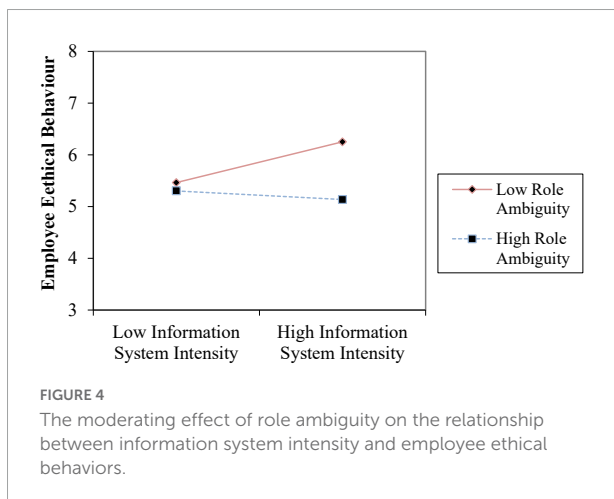 8
7
6
5
4
3
Employee Eethical Behaviour
Low Information
System Intensity
High Information
System Intensity
Low Role
Ambiguity
High Role
Ambiguity
FIGURE 4
The moderating effect of role ambiguity on the relationship
between information system intensity and employee ethical
behaviors.